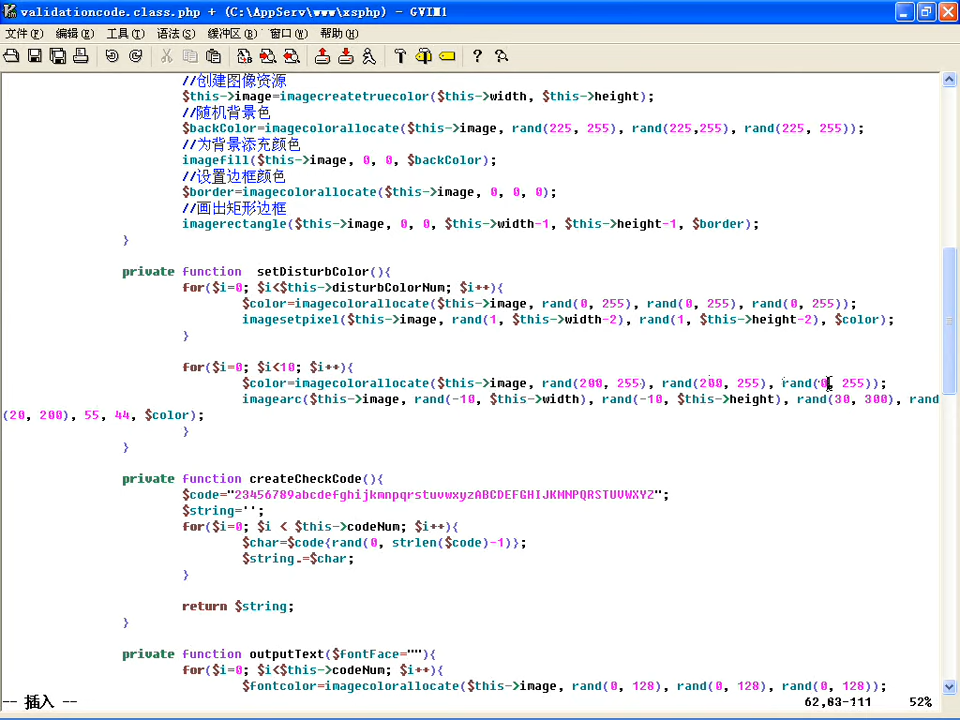 validationcode.class.php + (C:\AppServ\www\xsphp) - GVIM1
文件(F) 编辑(E) 工具(T) 语法(S) 缓冲区(B) 窗口(W) 帮助(H)
//创建图像资源
$this->image=imagecreatetruecolor($this->width, $this->height);
//随机背景色
$backColor=imagecolorallocate($this->image, rand(225, 255), rand(225,255), rand(225, 255));
//为背景添充颜色
imagefill($this->image, 0, 0, $backColor);
//设置边框颜色
$border=imagecolorallocate($this->image, 0, 0, 0);
//画出矩形边框
imagerectangle($this->image, 0, 0, $this->width-1, $this->height-1, $border);
}
private function  setDisturbColor(){
for($i=0; $i<$this->disturbColorNum; $i++){
$color=imagecolorallocate($this->image, rand(0, 255), rand(0, 255), rand(0, 255));
imagesetpixel($this->image, rand(1, $this->width-2), rand(1, $this->height-2), $color);
}
for($i=0; $i<10; $i++){
$color=imagecolorallocate($this->image, rand(200, 255), rand(200, 255), rand(0, 255));
imagearc($this->image, rand(-10, $this->width), rand(-10, $this->height), rand(30, 300), rand
(20, 200), 55, 44, $color);
}
}
private function createCheckCode(){
$code="23456789abcdefghijkmnpqrstuvwxyzABCDEFGHIJKMNPQRSTUVWXYZ";
$string='';
for($i=0; $i < $this->codeNum; $i++){
$char=$code{rand(0, strlen($code)-1)};
$string.=$char;
}
return $string;
}
private function outputText($fontFace=""){
for($i=0; $i<$this->codeNum; $i++){
$fontcolor=imagecolorallocate($this->image, rand(0, 128), rand(0, 128), rand(0, 128));
-- 插入 --
62,83-111
52%